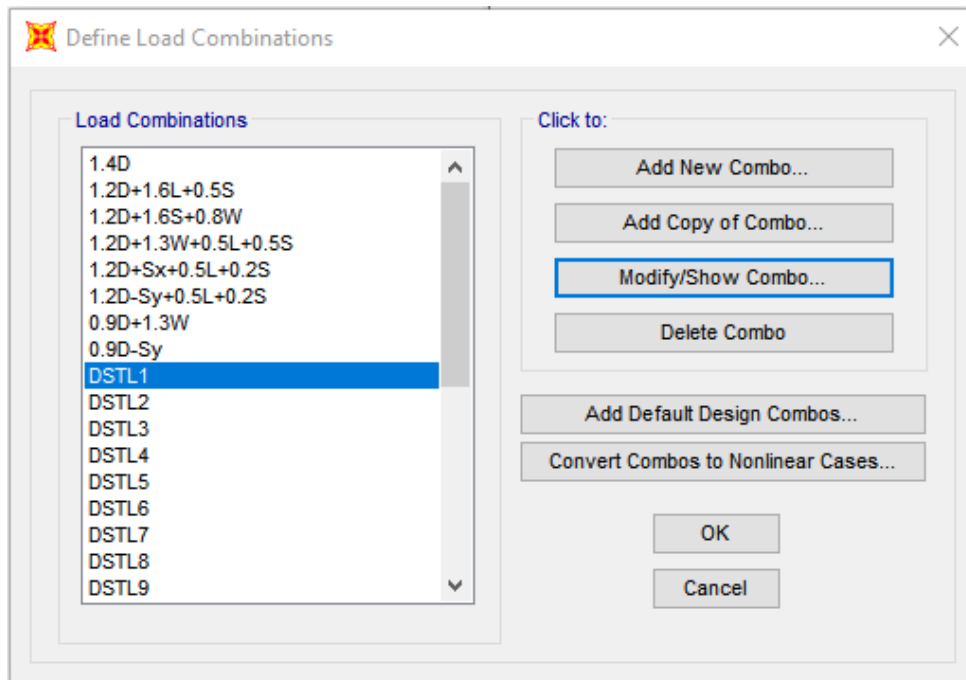 Define Load Combinations
Load Combinations
1.4D
1.2D+1.6L+0.5S
1.2D+1.6S+0.8W
1.2D+1.3W+0.5L+0.5S
1.2D+Sx+0.5L+0.2S
1.2D-Sy+0.5L+0.2S
0.9D+1.3W
0.9D-Sy
DSTL1
DSTL2
DSTL3
DSTL4
DSTL5
DSTL6
DSTL7
DSTL8
DSTL9
Click to:
Add New Combo...
Add Copy of Combo...
Modify/Show Combo...
Delete Combo
Add Default Design Combos...
Convert Combos to Nonlinear Cases...
OK
Cancel